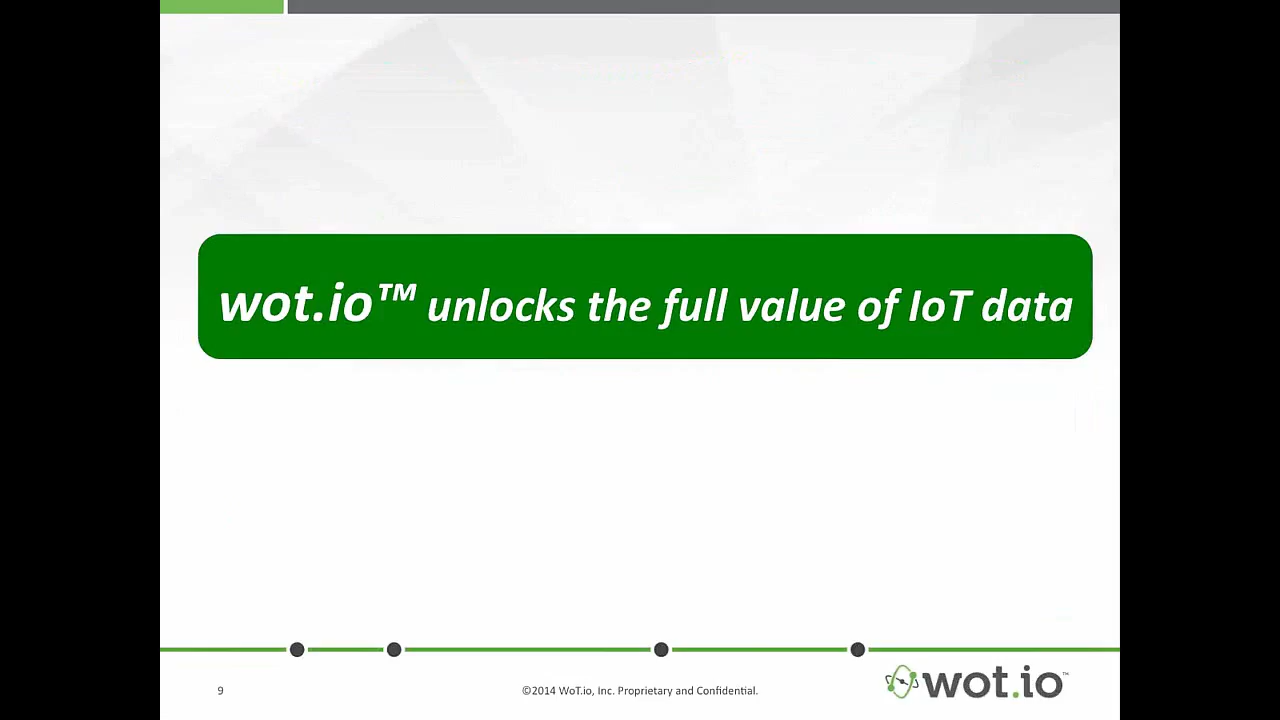 wot.io™ unlocks the full value of IoT data
9
©2014 WoT.io, Inc. Proprietary and Confidential.
wot.io™